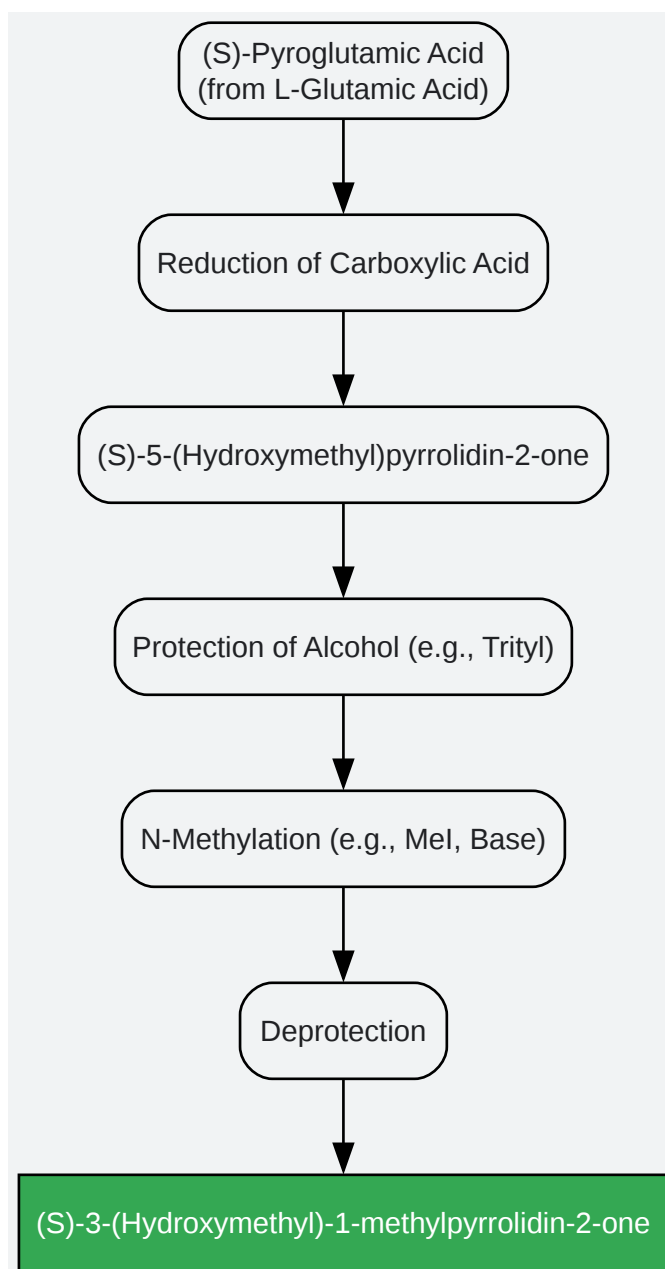 (S)-Pyroglutamic Acid
(from L-Glutamic Acid)
Reduction of Carboxylic Acid
(S)-5-(Hydroxymethyl)pyrrolidin-2-one
Protection of Alcohol (e.g., Trityl)
N-Methylation (e.g., MeI, Base)
Deprotection
(S)-3-(Hydroxymethyl)-1-methylpyrrolidin-2-one